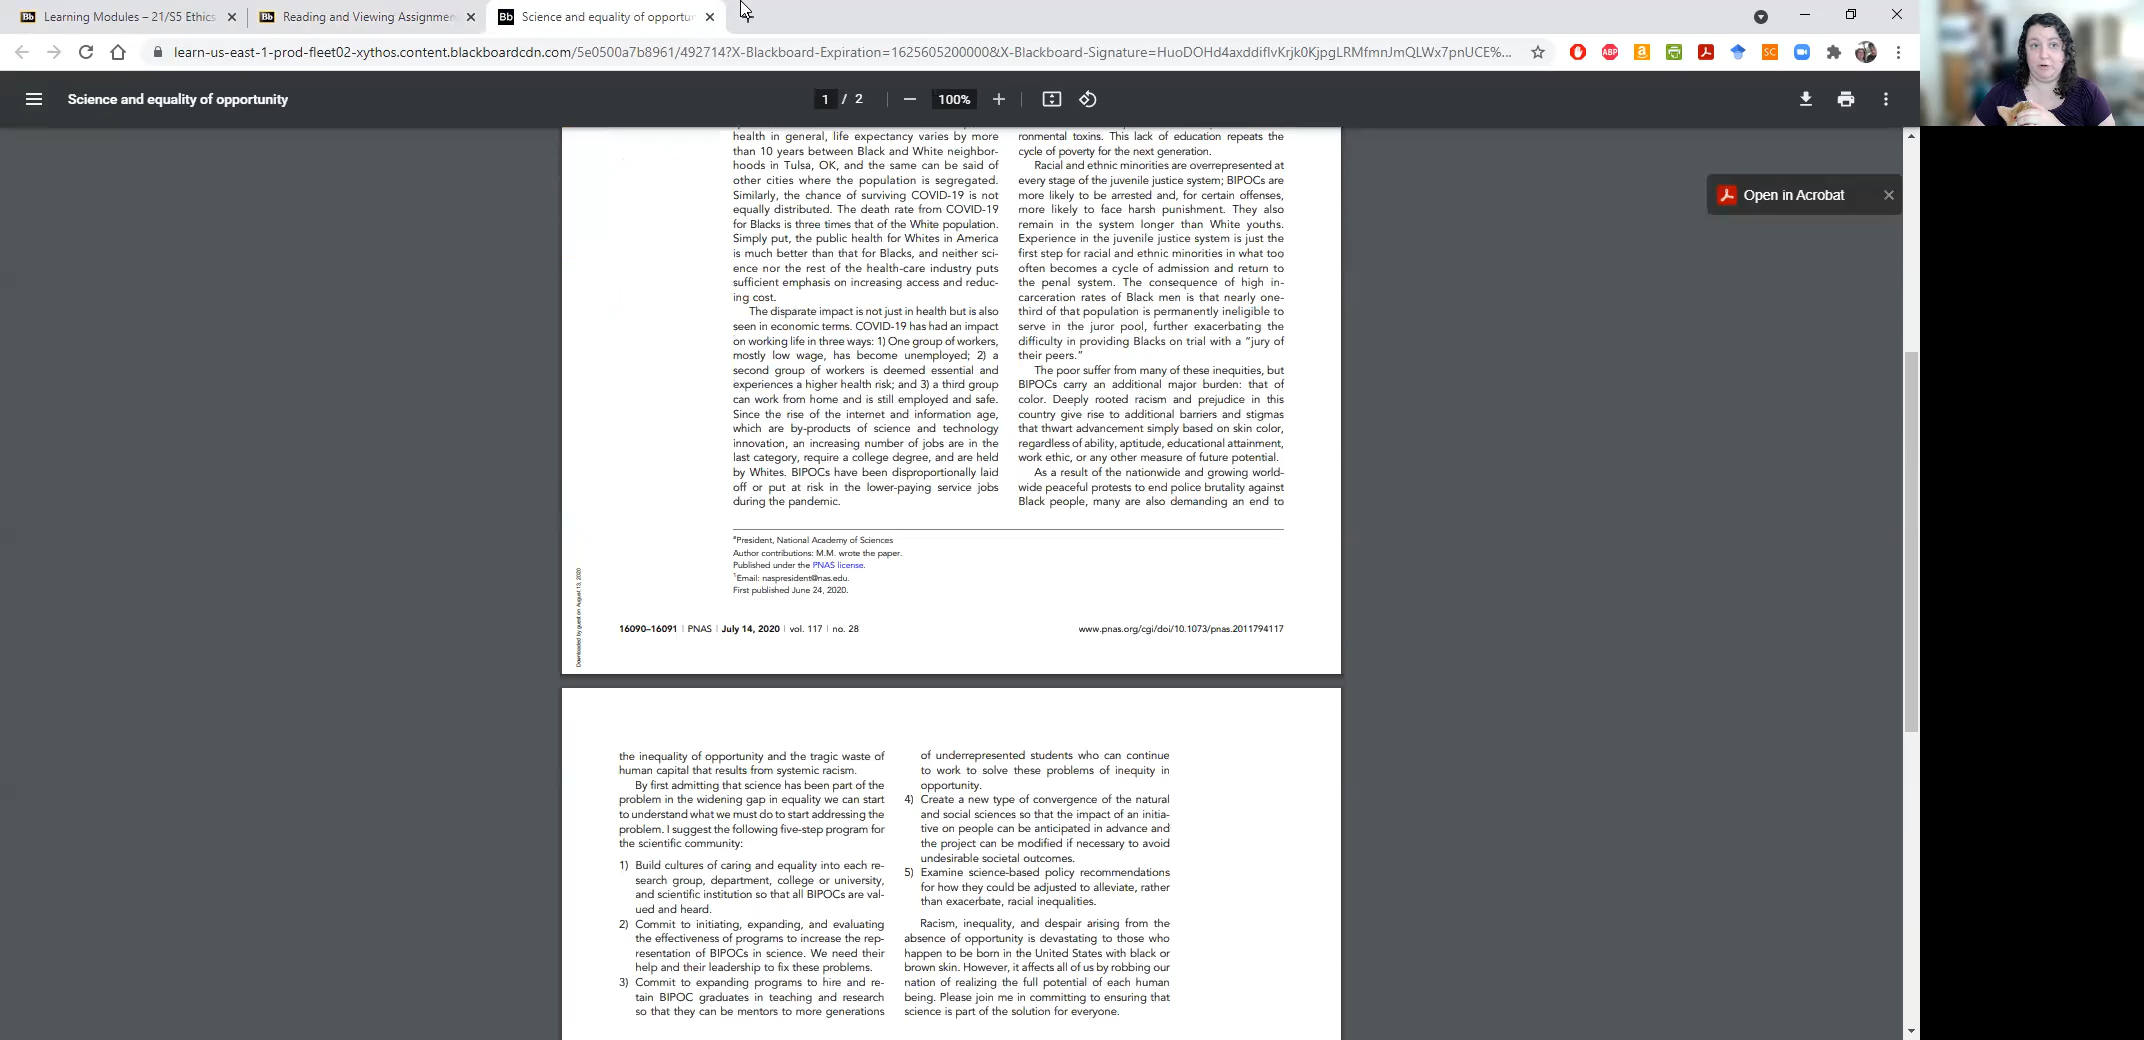 Learning Modules – 21/S5 Ethics
Reading and Viewing Assignmen
Science and equality of opportun
learn-us-east-1-prod-fleet02-xythos.content.blackboardcdn.com/5e0500a7b8961/492714?X-Blackboard-Expiration=1625605200000&X-Blackboard-Signature=HuoDOHd4axddiflvKrjk0KjpgLRMfmnJmQLWx7pnUCE%...
Science and equality of opportunity
1 / 2
100%
Open in Acrobat
health in general, life expectancy varies by more
than 10 years between Black and White neighbor-
hoods in Tulsa, OK, and the same can be said of
other cities where the population is segregated.
Similarly, the chance of surviving COVID-19 is not
equally distributed. The death rate from COVID-19
for Blacks is three times that of the White population.
Simply put, the public health for Whites in America
is much better than that for Blacks, and neither sci-
ence nor the rest of the health-care industry puts
sufficient emphasis on increasing access and reduc-
ing cost.
The disparate impact is not just in health but is also
seen in economic terms. COVID-19 has had an impact
on working life in three ways: 1) One group of workers,
mostly low wage, has become unemployed; 2) a
second group of workers is deemed essential and
experiences a higher health risk; and 3) a third group
can work from home and is still employed and safe.
Since the rise of the internet and information age,
which are by-products of science and technology
innovation, an increasing number of jobs are in the
last category, require a college degree, and are held
by Whites. BIPOCs have been disproportionally laid
off or put at risk in the lower-paying service jobs
during the pandemic.
ronmental toxins. This lack of education repeats the
cycle of poverty for the next generation.
Racial and ethnic minorities are overrepresented at
every stage of the juvenile justice system; BIPOCs are
more likely to be arrested and, for certain offenses,
more likely to face harsh punishment. They also
remain in the system longer than White youths.
Experience in the juvenile justice system is just the
first step for racial and ethnic minorities in what too
often becomes a cycle of admission and return to
the penal system. The consequence of high in-
carceration rates of Black men is that nearly one-
third of that population is permanently ineligible to
serve in the juror pool, further exacerbating the
difficulty in providing Blacks on trial with a “jury of
their peers.”
The poor suffer from many of these inequities, but
BIPOCs carry an additional major burden: that of
color. Deeply rooted racism and prejudice in this
country give rise to additional barriers and stigmas
that thwart advancement simply based on skin color,
regardless of ability, aptitude, educational attainment,
work ethic, or any other measure of future potential.
As a result of the nationwide and growing world-
wide peaceful protests to end police brutality against
Black people, many are also demanding an end to
aPresident, National Academy of Sciences
Author contributions: M.M. wrote the paper.
Published under the PNAS license.
1Email: naspresident@nas.edu.
First published June 24, 2020.
Downloaded by guest on August 13, 2020
16090–16091 | PNAS | July 14, 2020 | vol. 117 | no. 28
www.pnas.org/cgi/doi/10.1073/pnas.2011794117
the inequality of opportunity and the tragic waste of
human capital that results from systemic racism.
By first admitting that science has been part of the
problem in the widening gap in equality we can start
to understand what we must do to start addressing the
problem. I suggest the following five-step program for
the scientific community:
1) Build cultures of caring and equality into each re-
search group, department, college or university,
and scientific institution so that all BIPOCs are val-
ued and heard.
2) Commit to initiating, expanding, and evaluating
the effectiveness of programs to increase the rep-
resentation of BIPOCs in science. We need their
help and their leadership to fix these problems.
3) Commit to expanding programs to hire and re-
tain BIPOC graduates in teaching and research
so that they can be mentors to more generations
of underrepresented students who can continue
to work to solve these problems of inequity in
opportunity.
4) Create a new type of convergence of the natural
and social sciences so that the impact of an initia-
tive on people can be anticipated in advance and
the project can be modified if necessary to avoid
undesirable societal outcomes.
5) Examine science-based policy recommendations
for how they could be adjusted to alleviate, rather
than exacerbate, racial inequalities.
Racism, inequality, and despair arising from the
absence of opportunity is devastating to those who
happen to be born in the United States with black or
brown skin. However, it affects all of us by robbing our
nation of realizing the full potential of each human
being. Please join me in committing to ensuring that
science is part of the solution for everyone.